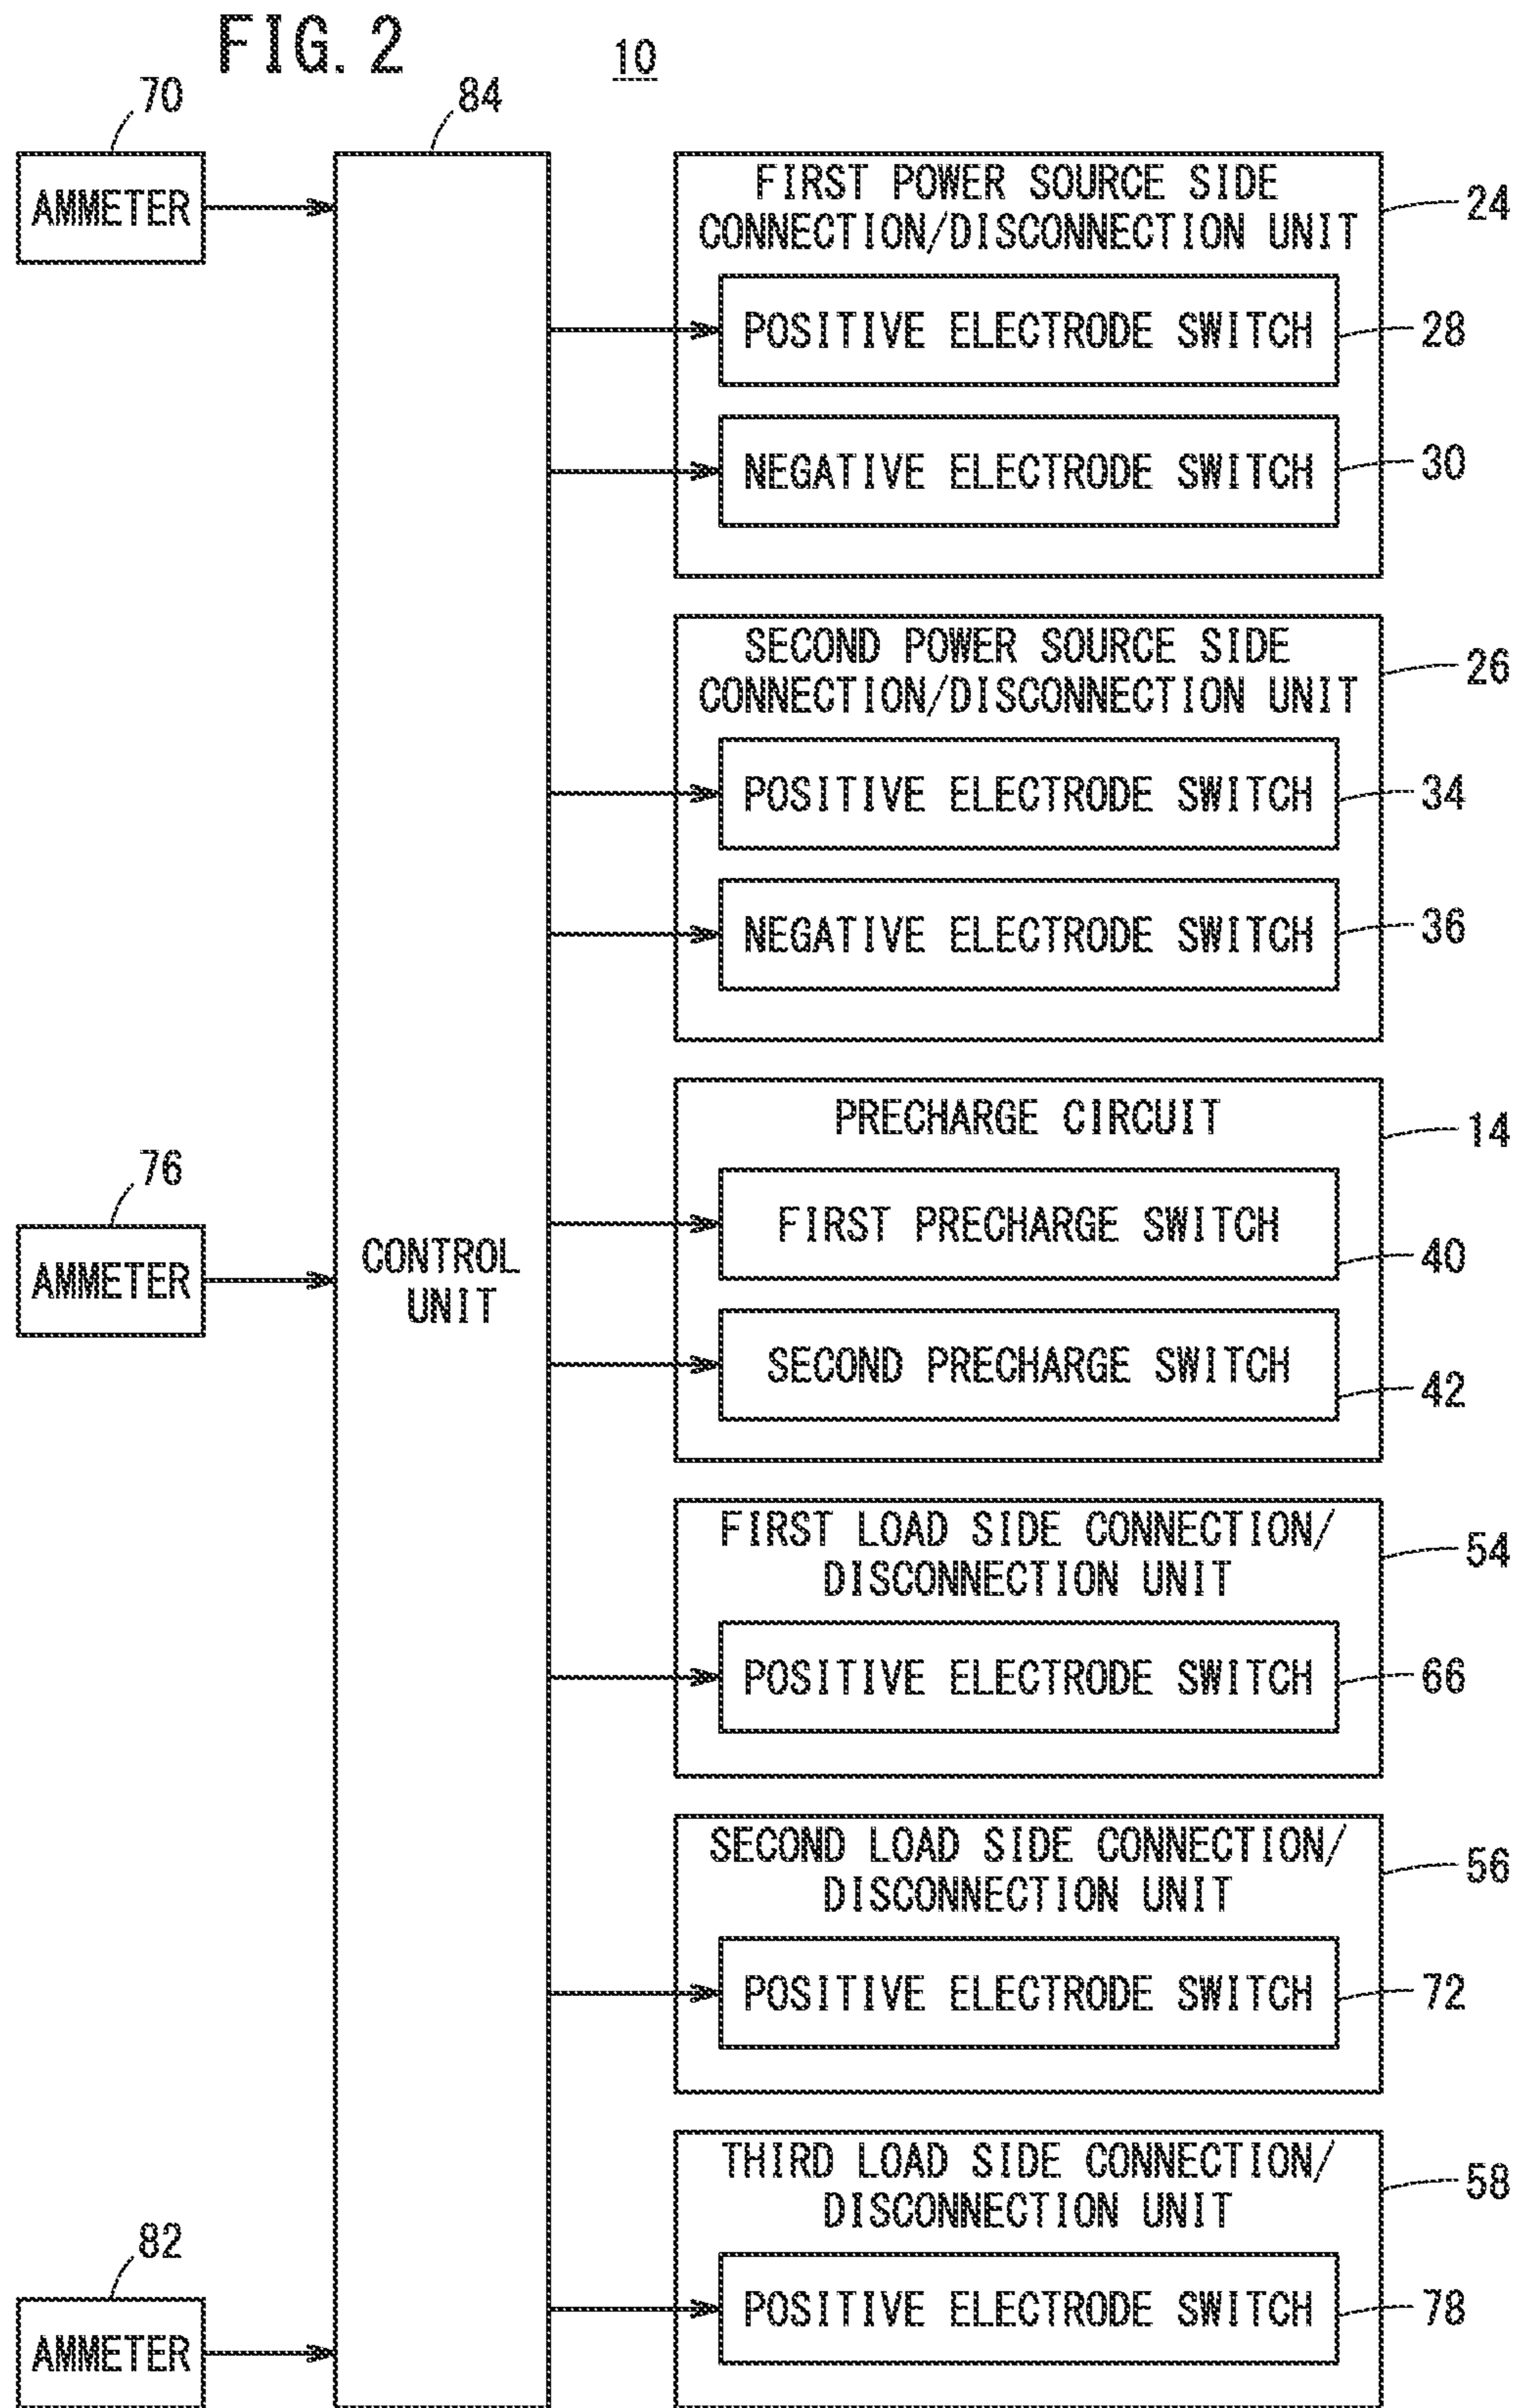 FIG. 2
10
70
84
AMMETER
FIRST POWER SOURCE SIDE
CONNECTION/DISCONNECTION UNIT
24
POSITIVE ELECTRODE SWITCH
28
NEGATIVE ELECTRODE SWITCH
30
SECOND POWER SOURCE SIDE
CONNECTION/DISCONNECTION UNIT
26
POSITIVE ELECTRODE SWITCH
34
NEGATIVE ELECTRODE SWITCH
36
PRECHARGE CIRCUIT
14
76
AMMETER
CONTROL
UNIT
FIRST PRECHARGE SWITCH
40
SECOND PRECHARGE SWITCH
42
FIRST LOAD SIDE CONNECTION/
DISCONNECTION UNIT
54
POSITIVE ELECTRODE SWITCH
66
SECOND LOAD SIDE CONNECTION/
DISCONNECTION UNIT
56
POSITIVE ELECTRODE SWITCH
72
THIRD LOAD SIDE CONNECTION/
DISCONNECTION UNIT
58
82
AMMETER
POSITIVE ELECTRODE SWITCH
78